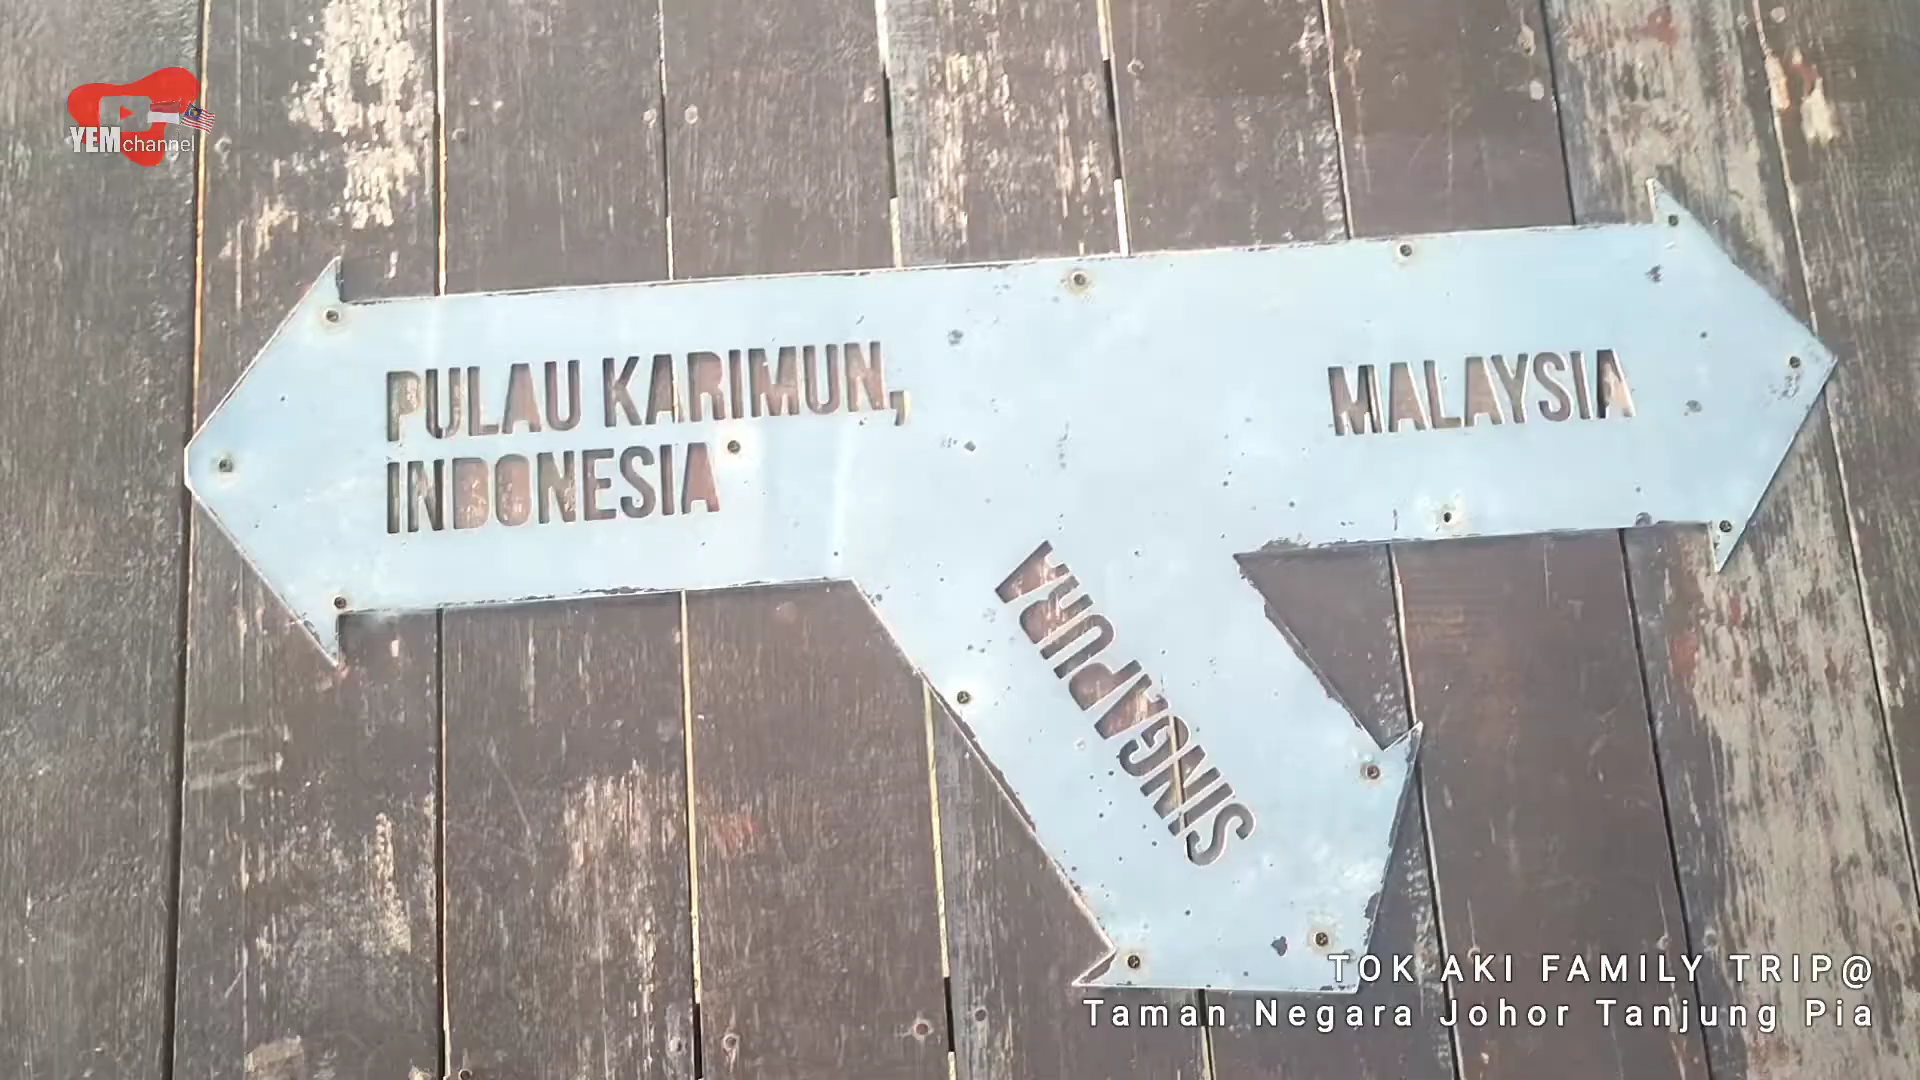 YEM channel
PULAU KARIMUN,
INDONESIA
MALAYSIA
SINGAPURA
TOK AKI FAMILY TRIP@
Taman Negara Johor Tanjung Pia